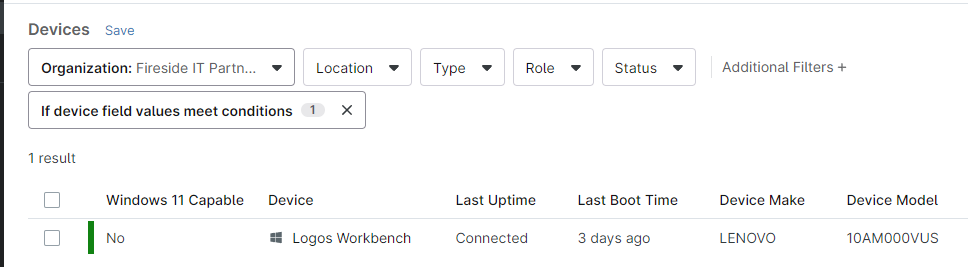 Devices Save
Organization: Fireside IT Partn... Location Type Role Status Additional Filters +
If device field values meet conditions 1
1 result
Windows 11 Capable Device Last Uptime Last Boot Time Device Make Device Model
No Logos Workbench Connected 3 days ago LENOVO 10AM000VUS